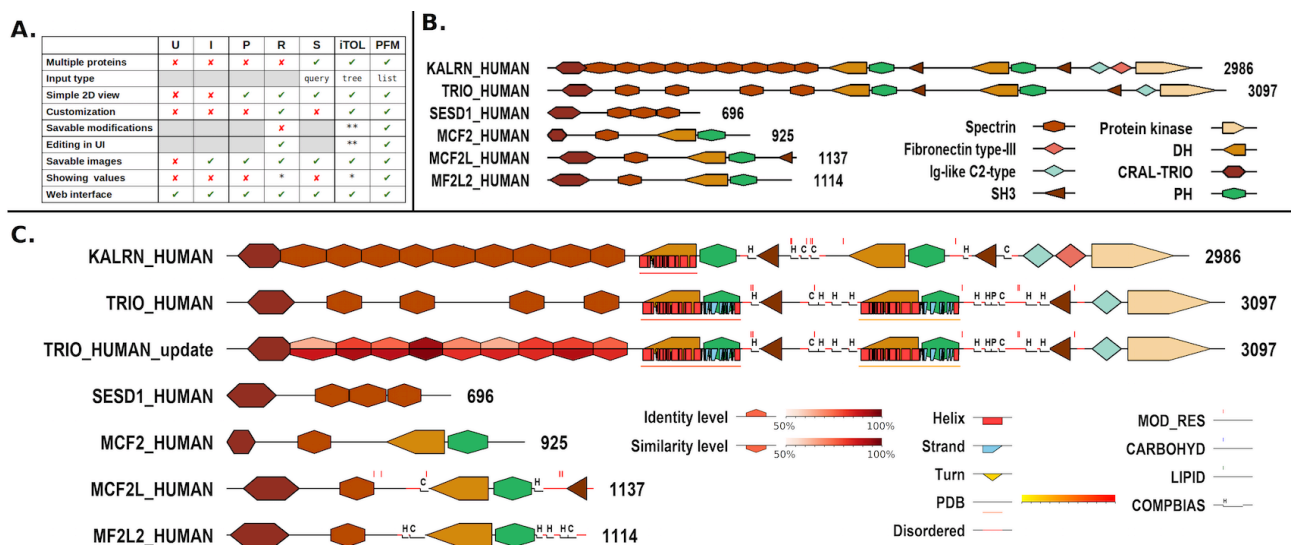 A.
U I P R S iTOL PFM
Multiple proteins ✘ ✘ ✘ ✘ ✔ ✔ ✔
Input type query tree list
Simple 2D view ✘ ✘ ✔ ✔ ✔ ✔ ✔
Customization ✘ ✘ ✘ ✔ ✘ ✔ ✔
Savable modifications ✘ ** ✔
Editing in UI ✔ ** ✔
Savable images ✘ ✔ ✔ ✔ ✔ ✔ ✔
Showing values ✘ ✘ ✘ * ✘ * ✔
Web interface ✔ ✔ ✔ ✔ ✔ ✔ ✔
B.
KALRN_HUMAN 2986
TRIO_HUMAN 3097
SESD1_HUMAN 696
MCF2_HUMAN 925
MCF2L_HUMAN 1137
MF2L2_HUMAN 1114
Spectrin
Fibronectin type-III
Ig-like C2-type
SH3
Protein kinase
DH
CRAL-TRIO
PH
C.
KALRN_HUMAN H H C C H C 2986
TRIO_HUMAN H C H H H H HPC H H 3097
TRIO_HUMAN_update H C H H H H HPC H H 3097
SESD1_HUMAN 696
MCF2_HUMAN 925
MCF2L_HUMAN C H 1137
MF2L2_HUMAN H C H H H C 1114
Identity level
50% 100%
Similarity level
50% 100%
Helix
Strand
Turn
PDB
Disordered
MOD_RES
CARBOHYD
LIPID
COMPBIAS H